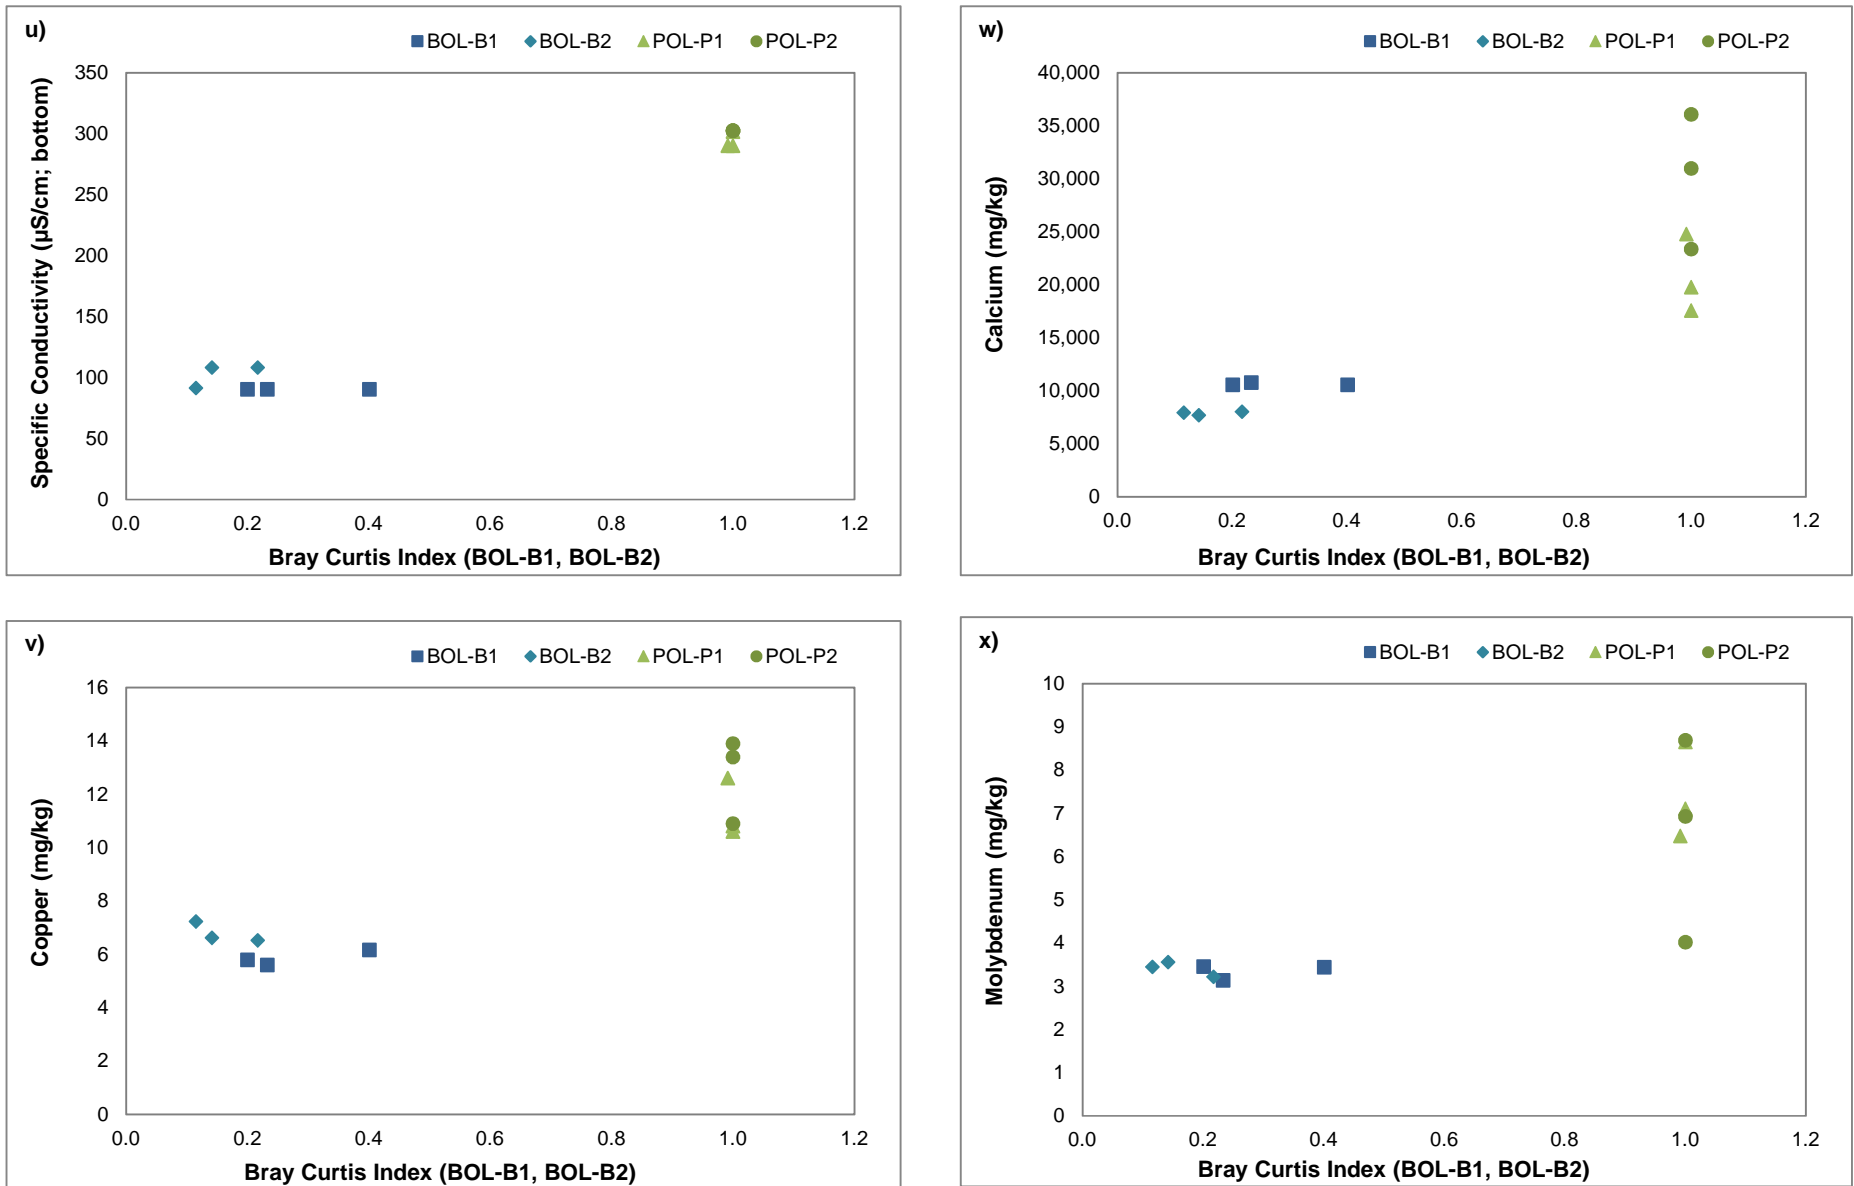 u)
BOL-B1 BOL-B2 POL-P1 POL-P2
350
300
250
200
150
100
50
0
Specific Conductivity (µS/cm; bottom)
0.0 0.2 0.4 0.6 0.8 1.0 1.2
Bray Curtis Index (BOL-B1, BOL-B2)
w)
BOL-B1 BOL-B2 POL-P1 POL-P2
40,000
35,000
30,000
25,000
20,000
15,000
10,000
5,000
0
Calcium (mg/kg)
0.0 0.2 0.4 0.6 0.8 1.0 1.2
Bray Curtis Index (BOL-B1, BOL-B2)
v)
BOL-B1 BOL-B2 POL-P1 POL-P2
16
14
12
10
8
6
4
2
0
Copper (mg/kg)
0.0 0.2 0.4 0.6 0.8 1.0 1.2
Bray Curtis Index (BOL-B1, BOL-B2)
x)
BOL-B1 BOL-B2 POL-P1 POL-P2
10
9
8
7
6
5
4
3
2
1
0
Molybdenum (mg/kg)
0.0 0.2 0.4 0.6 0.8 1.0 1.2
Bray Curtis Index (BOL-B1, BOL-B2)